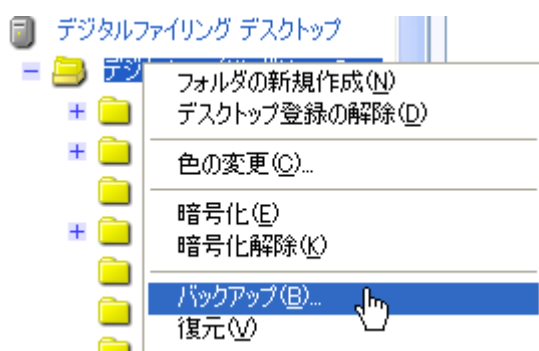 デジタルファイリング デスクトップ
デジ
フォルダの新規作成(N)
デスクトップ登録の解除(D)
色の変更(C)...
暗号化(E)
暗号化解除(K)
バックアップ(B)...
復元(V)